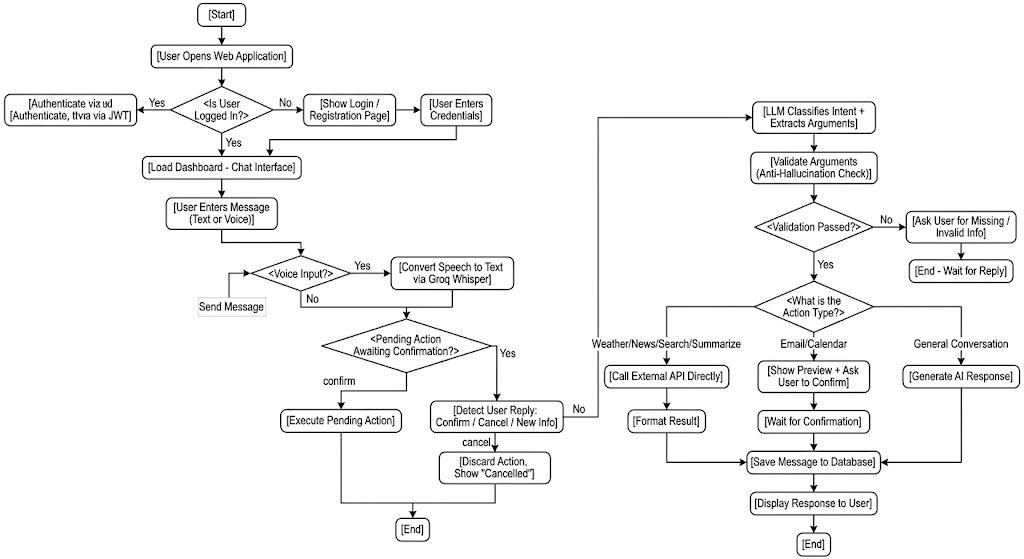 [Start]
[User Opens Web Application]
<Is User
Logged In?>
Yes
[Authenticate via
[Authenticate, ttvra via JWT]
No
[Show Login /
Registration Page]
[User Enters
Credentials]
Yes
[Load Dashboard - Chat Interface]
[User Enters Message
(Text or Voice)]
<Voice Input?>
Send Message
Yes
[Convert Speech to Text
via Groq Whisper]
No
<Pending Action
Awaiting Confirmation?>
Yes
confirm
[Execute Pending Action]
[Detect User Reply:
Confirm / Cancel / New Info]
No
cancel
[Discard Action,
Show "Cancelled"]
[End]
[LLM Classifies Intent +
Extracts Arguments]
[Validate Arguments
(Anti-Hallucination Check)]
<Validation Passed?>
No
[Ask User for Missing /
Invalid Info]
[End - Wait for Reply]
Yes
<What is the
Action Type?>
Weather/News/Search/Summarize
Email/Calendar
General Conversation
[Call External API Directly]
[Show Preview + Ask
User to Confirm]
[Generate AI Response]
[Format Result]
[Wait for Confirmation]
[Save Message to Database]
[Display Response to User]
[End]